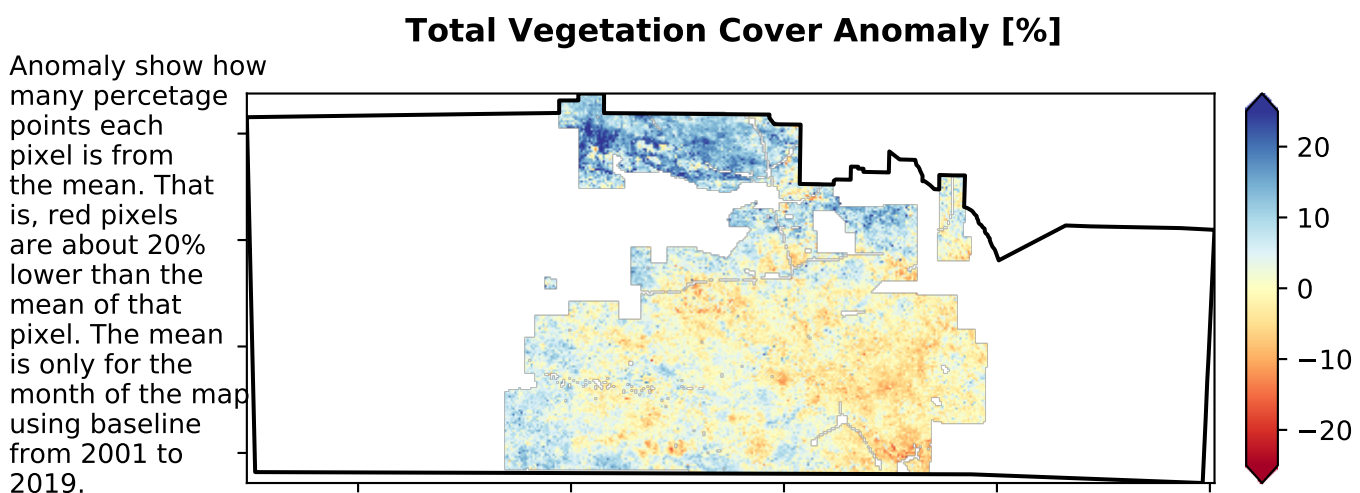 Total Vegetation Cover Anomaly [%]
Anomaly show how
many percetage
points each
pixel is from
the mean. That
is, red pixels
are about 20%
lower than the
mean of that
pixel. The mean
is only for the
month of the map
using baseline
from 2001 to
2019.
20
10
0
−10
−20